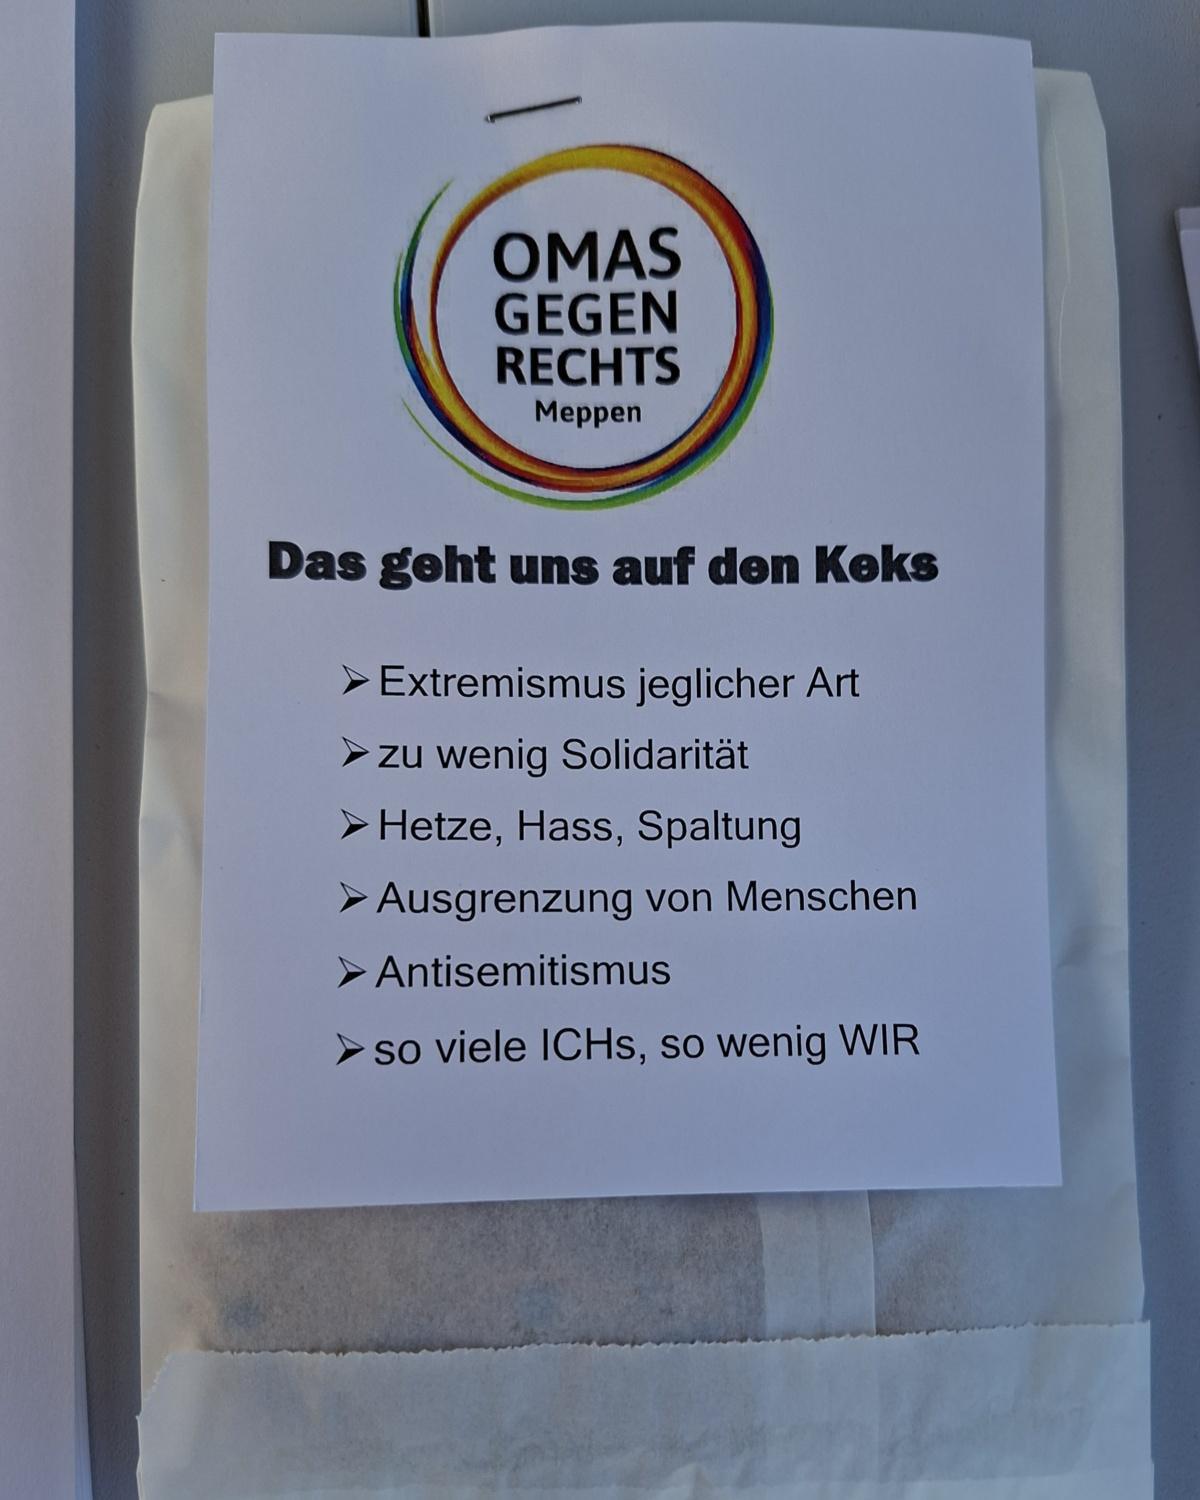 OMAS
GEGEN
RECHTS
Meppen
Das geht uns auf den Keks
➢ Extremismus jeglicher Art
➢ zu wenig Solidarität
➢ Hetze, Hass, Spaltung
➢ Ausgrenzung von Menschen
➢ Antisemitismus
➢ so viele ICHs, so wenig WIR